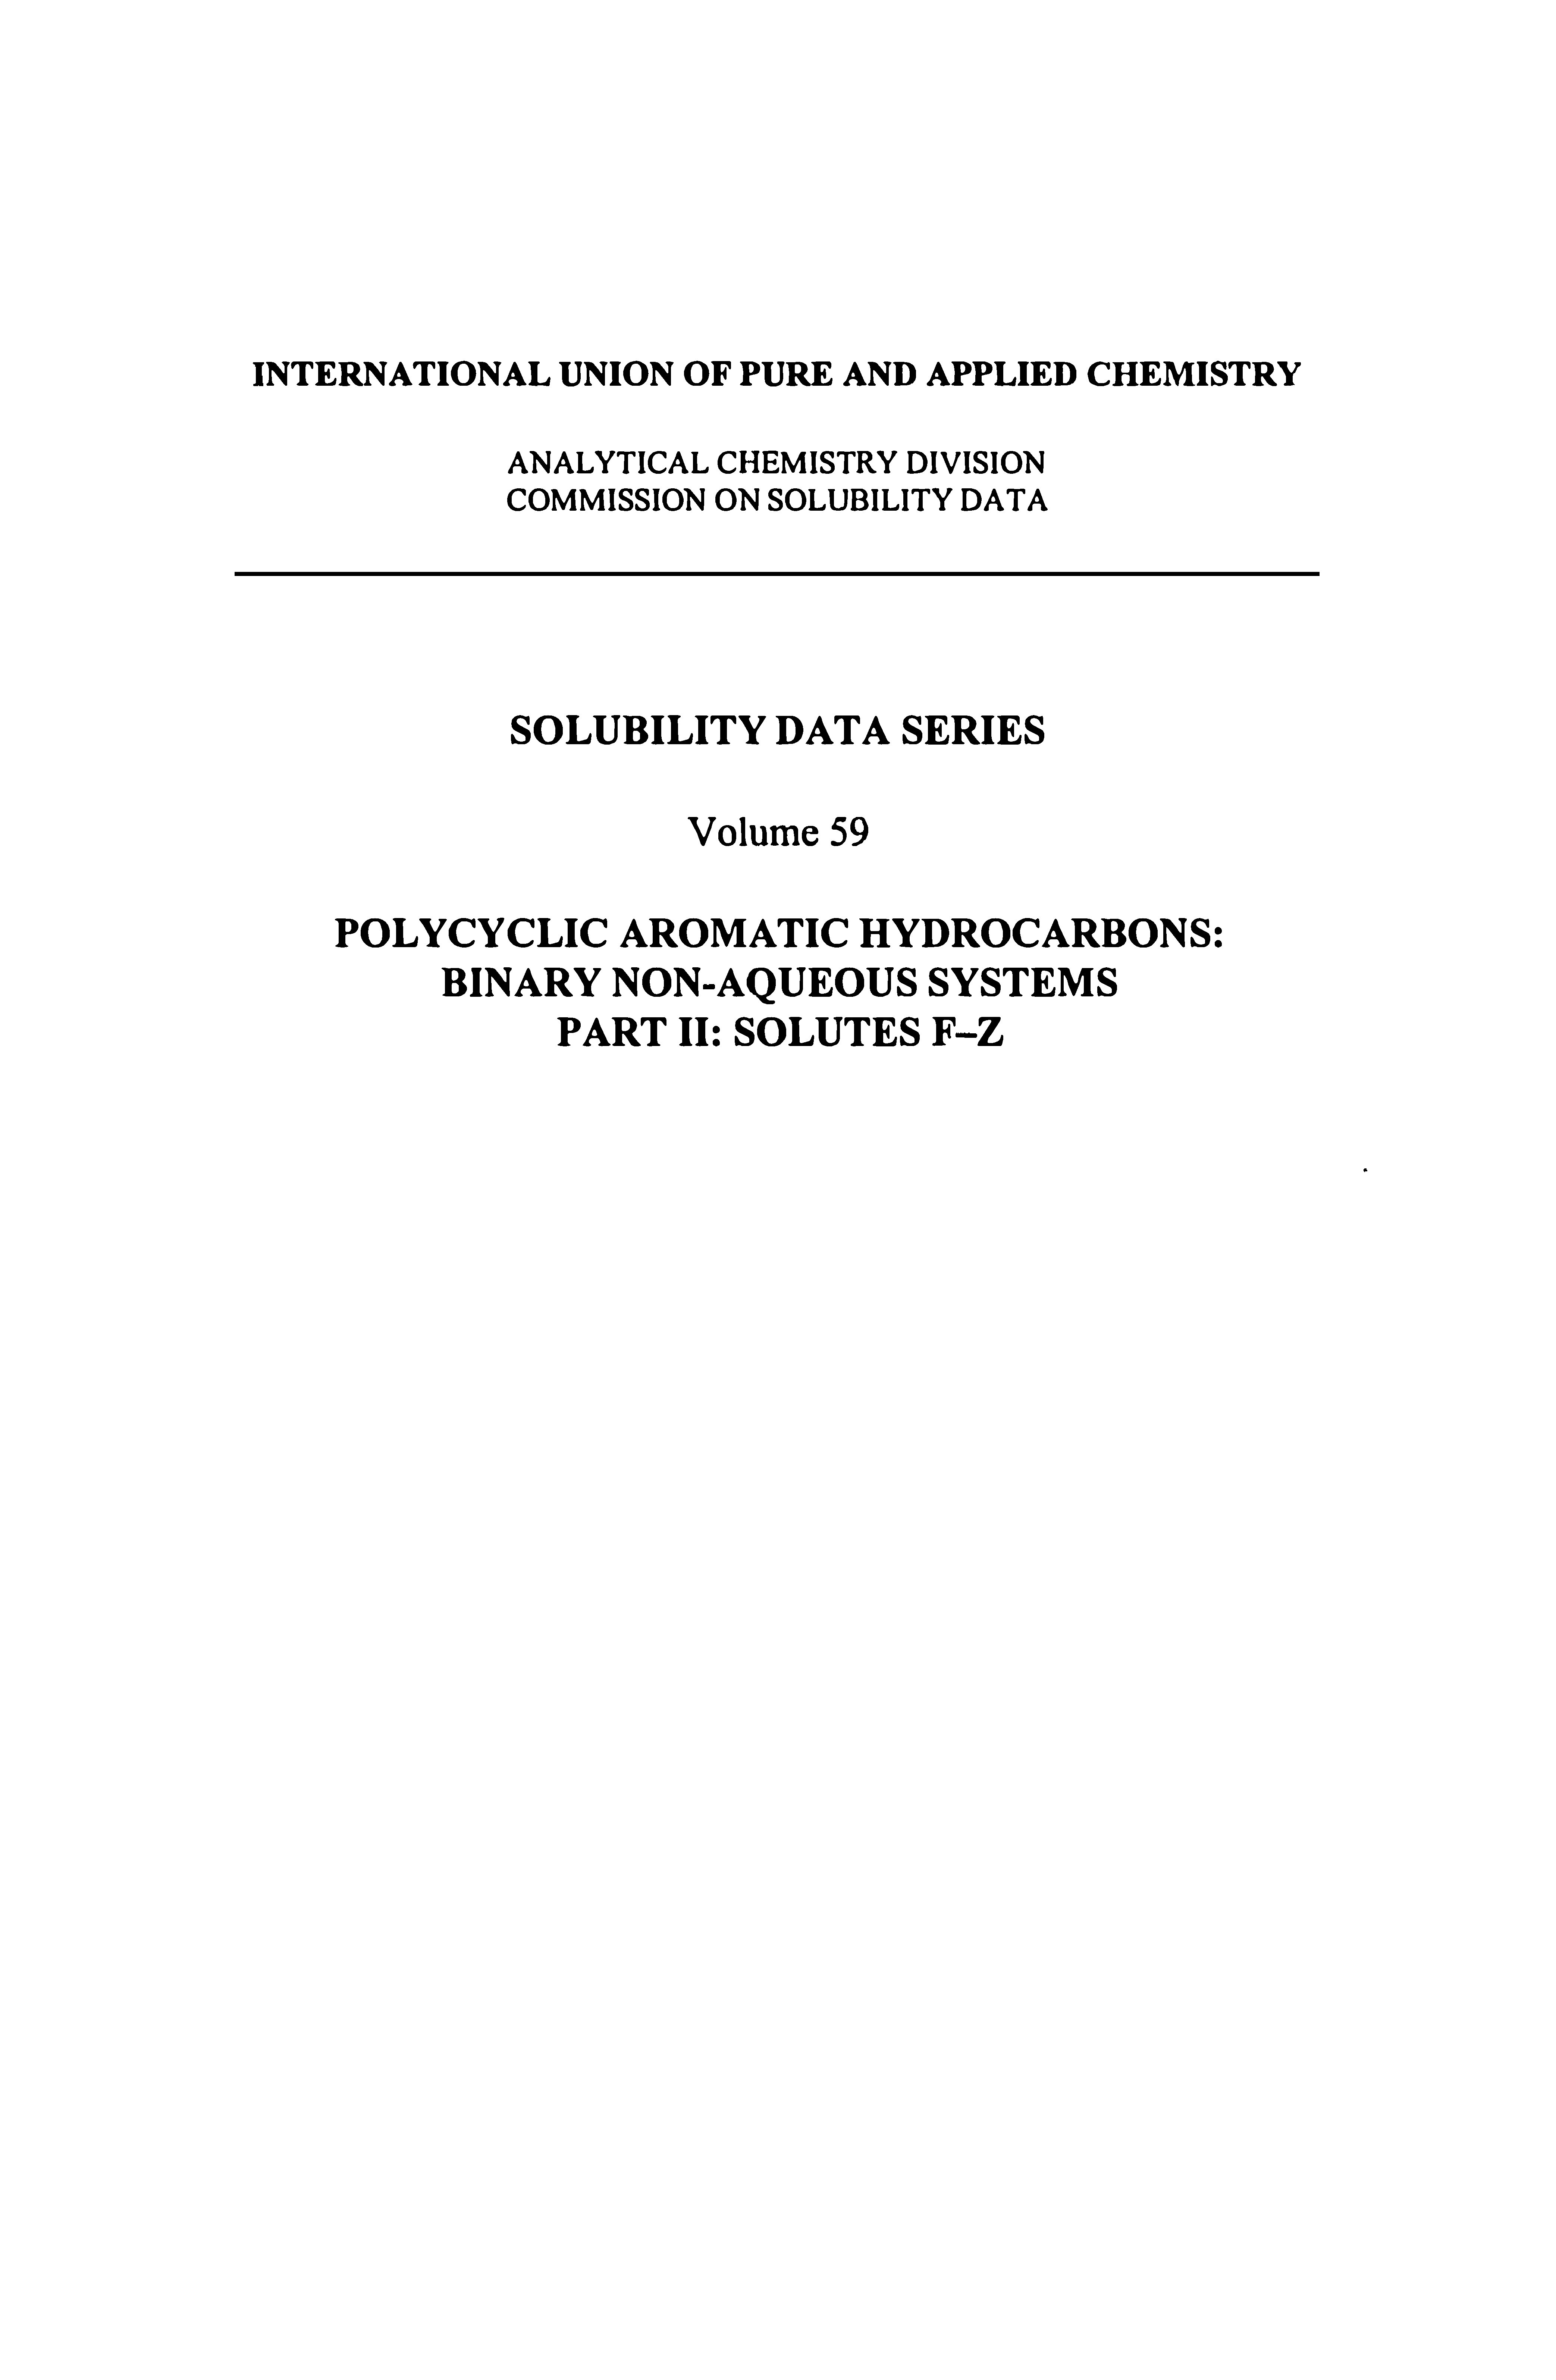 INTERNATIONAL UNION OF PURE AND APPLIED CHEMISTRY
ANALYTICAL CHEMISTRY DIVISION
COMMISSION ON SOLUBILITY DATA
SOLUBILITY DATA SERIES
Volume 59
POLYCYCLIC AROMATIC HYDROCARBONS:
BINARY NON-AQUEOUS SYSTEMS
PART II: SOLUTES F–Z